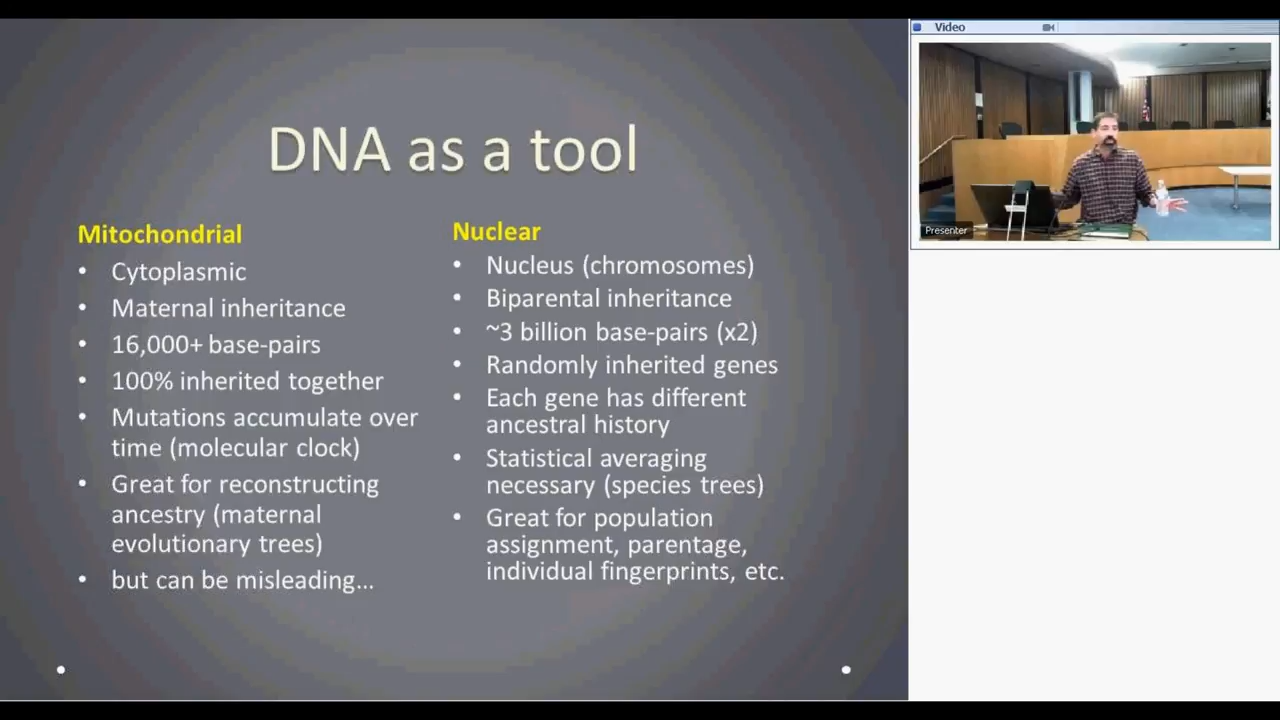 DNA as a tool
Mitochondrial
• Cytoplasmic
• Maternal inheritance
• 16,000+ base-pairs
• 100% inherited together
• Mutations accumulate over
time (molecular clock)
• Great for reconstructing
ancestry (maternal
evolutionary trees)
• but can be misleading...
Nuclear
• Nucleus (chromosomes)
• Biparental inheritance
• ~3 billion base-pairs (x2)
• Randomly inherited genes
• Each gene has different
ancestral history
• Statistical averaging
necessary (species trees)
• Great for population
assignment, parentage,
individual fingerprints, etc.
Video
Presenter